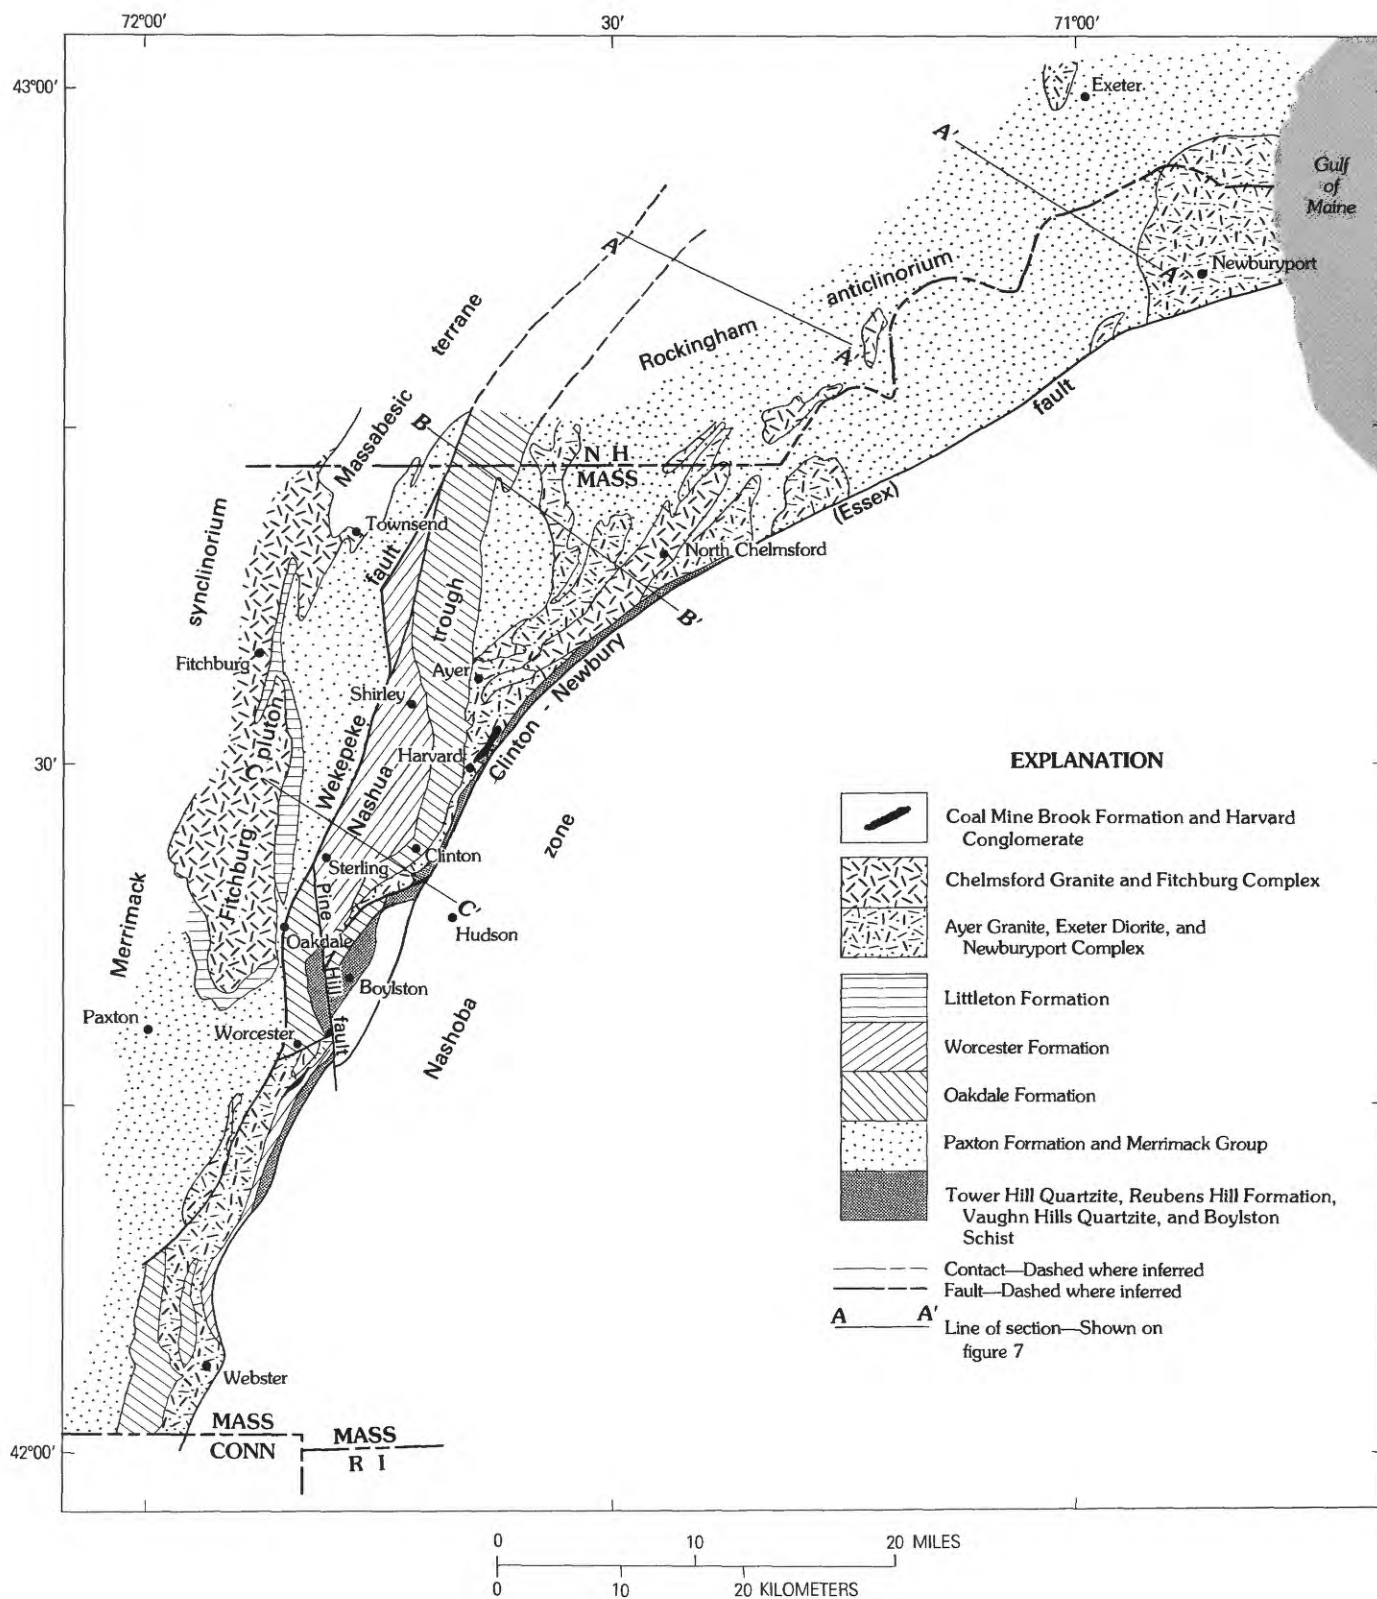 72°00'
30'
71°00'
43°00'
Exeter
A'
Gulf
of
Maine
A
Newburyport
A
anticlinorium
terrane
Rockingham
A'
fault
Massabesic
B
N H
MASS
(Essex)
synclinorium
Townsend
North Chelmsford
fault
trough
B'
Fitchburg
Ayer
Shirley
Clinton - Newbury
pluton
Wekepeke
Harvard
30'
C
Nashua
EXPLANATION
Coal Mine Brook Formation and Harvard
Conglomerate
zone
Clinton
Sterling
Fitchburg
Pine
Chelmsford Granite and Fitchburg Complex
Merrimack
C'
Hudson
Oakdale
Ayer Granite, Exeter Diorite, and
Newburyport Complex
Hill
Boylston
Littleton Formation
Paxton
Worcester
fault
Nashoba
Worcester Formation
Oakdale Formation
Paxton Formation and Merrimack Group
Tower Hill Quartzite, Reubens Hill Formation,
Vaughn Hills Quartzite, and Boylston
Schist
Contact—Dashed where inferred
Fault—Dashed where inferred
A A'
Line of section—Shown on
figure 7
Webster
MASS
CONN
MASS
R I
42°00'
0 10 20 MILES
0 10 20 KILOMETERS